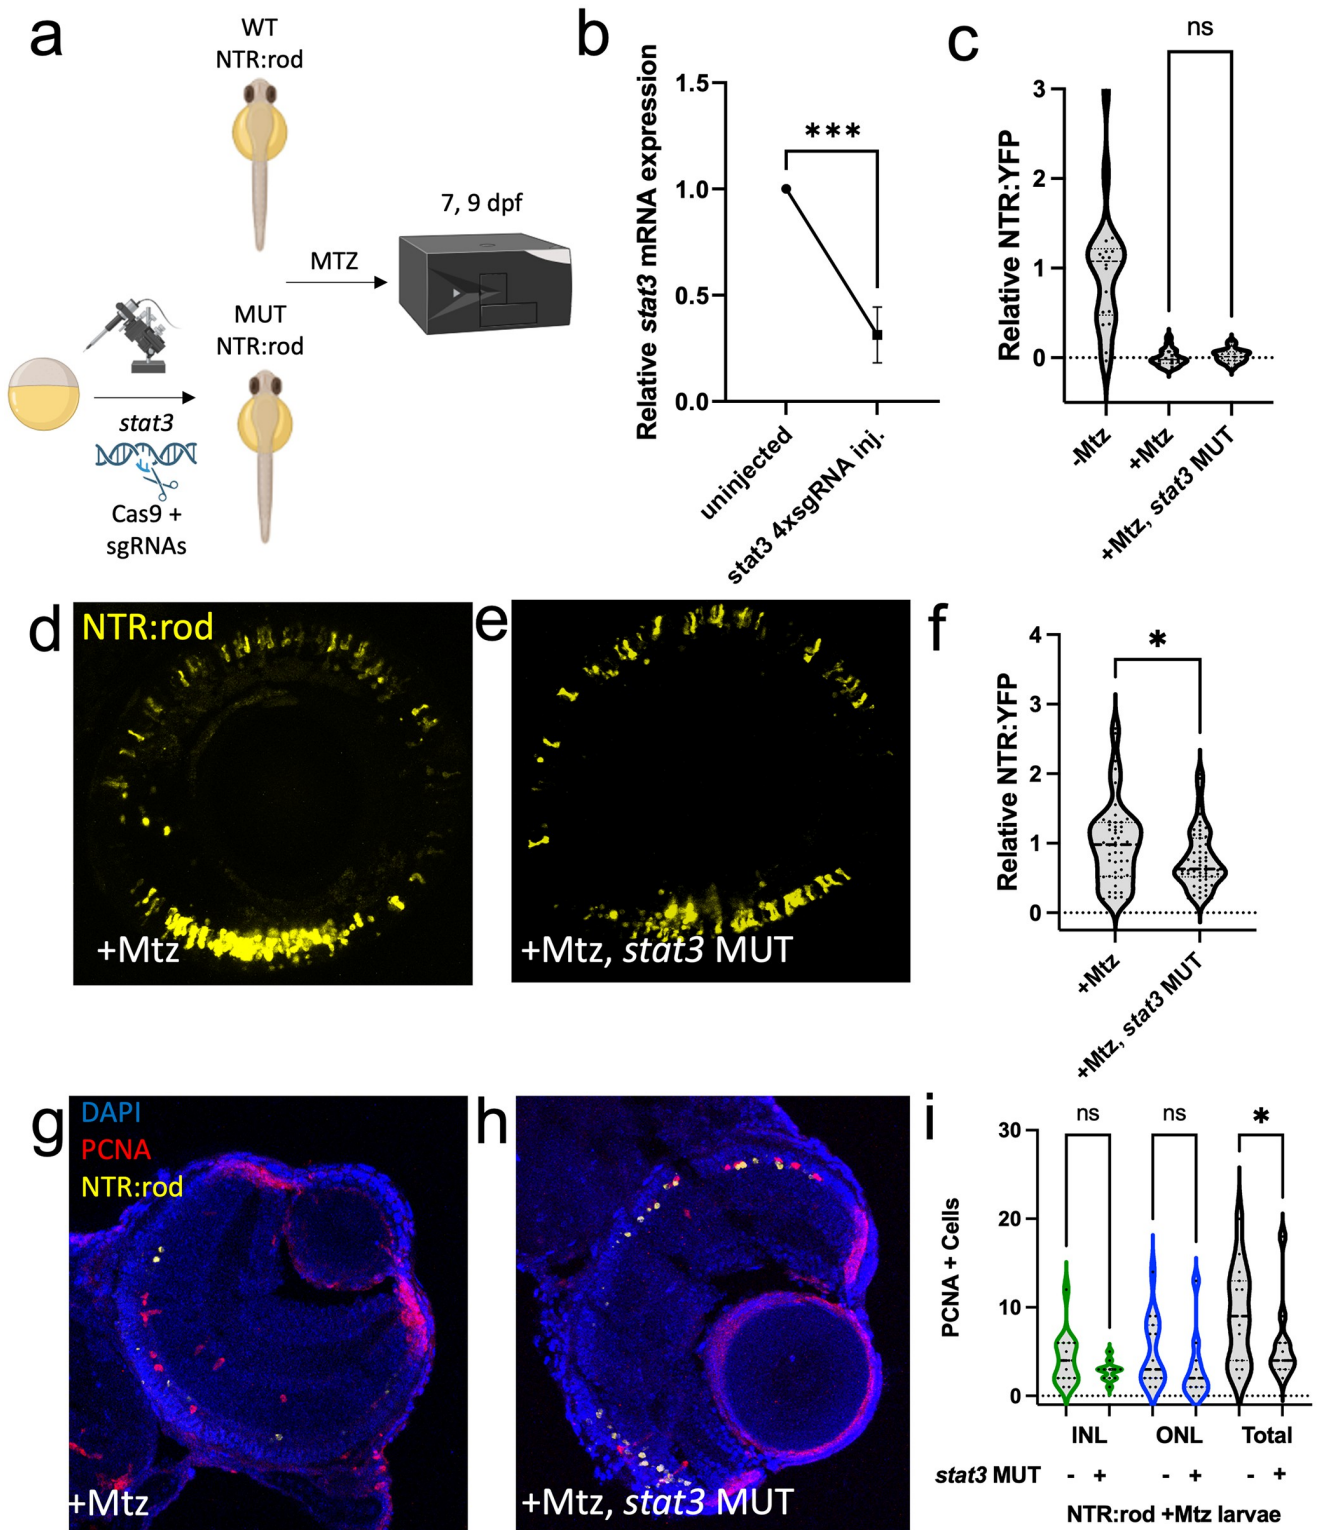 a
WT
NTR:rod
7, 9 dpf
MTZ
MUT
NTR:rod
stat3
Cas9 +
sgRNAs
b
Relative stat3 mRNA expression
1.5
1.0
0.5
0.0
***
uninjected
stat3 4xsgRNA inj.
c
ns
Relative NTR:YFP
3
2
1
0
-Mtz
+Mtz
+Mtz, stat3 MUT
d
NTR:rod
+Mtz
e
+Mtz, stat3 MUT
f
Relative NTR:YFP
4
3
2
1
0
*
+Mtz
+Mtz, stat3 MUT
g
DAPI
PCNA
NTR:rod
+Mtz
h
+Mtz, stat3 MUT
i
ns ns *
PCNA + Cells
30
20
10
0
INL ONL Total
stat3 MUT - + - + - +
NTR:rod +Mtz larvae